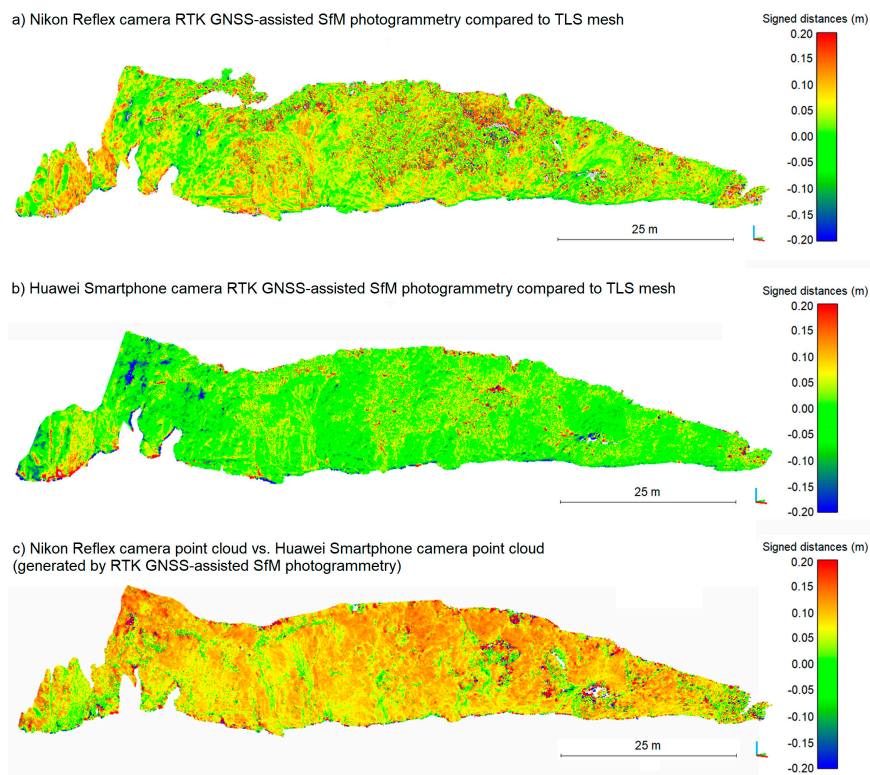 a) Nikon Reflex camera RTK GNSS-assisted SfM photogrammetry compared to TLS mesh
Signed distances (m)
0.20
0.15
0.10
0.05
0.00
-0.05
-0.10
-0.15
-0.20
25 m
b) Huawei Smartphone camera RTK GNSS-assisted SfM photogrammetry compared to TLS mesh
Signed distances (m)
0.20
0.15
0.10
0.05
0.00
-0.05
-0.10
-0.15
-0.20
25 m
c) Nikon Reflex camera point cloud vs. Huawei Smartphone camera point cloud
(generated by RTK GNSS-assisted SfM photogrammetry)
Signed distances (m)
0.20
0.15
0.10
0.05
0.00
-0.05
-0.10
-0.15
-0.20
25 m